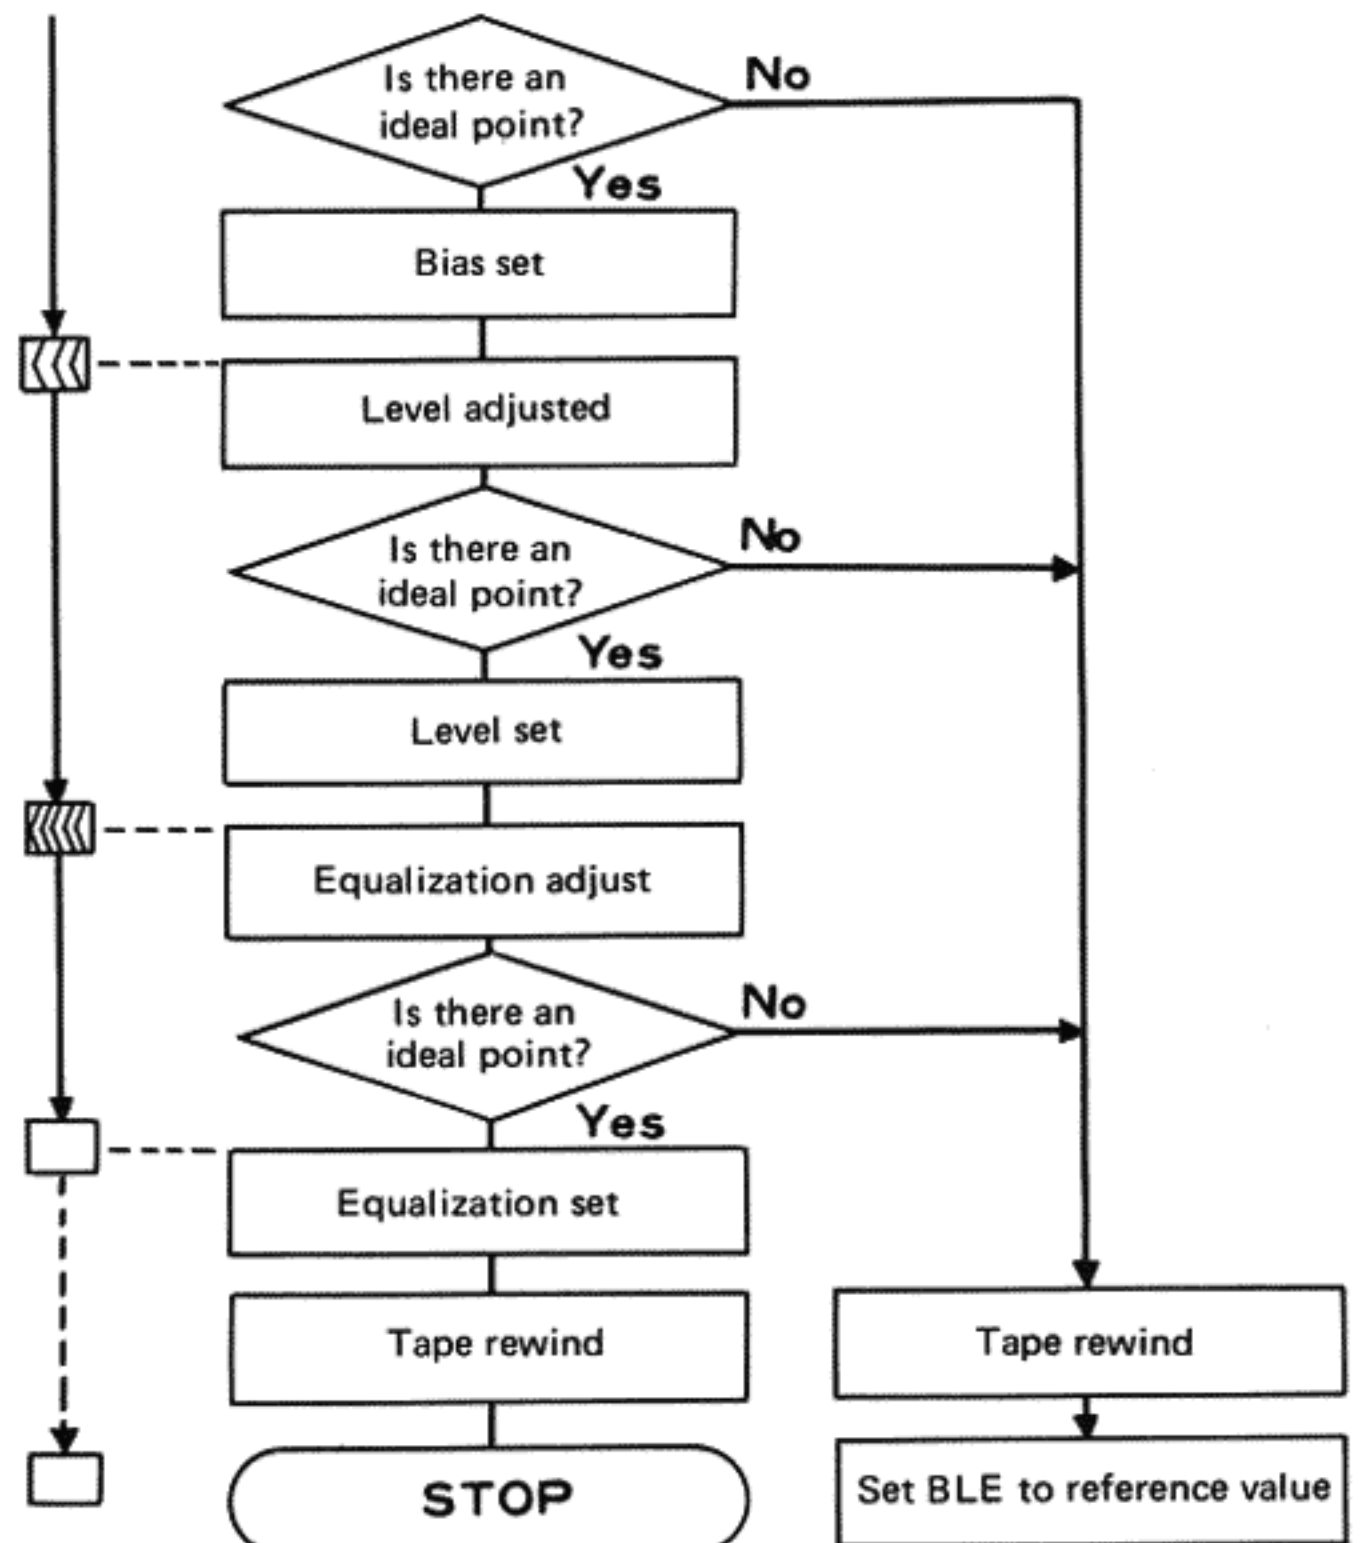 Is there an
ideal point?
No
Yes
Bias set
Level adjusted
Is there an
ideal point?
No
Yes
Level set
Equalization adjust
Is there an
ideal point?
No
Yes
Equalization set
Tape rewind
STOP
Tape rewind
Set BLE to reference value